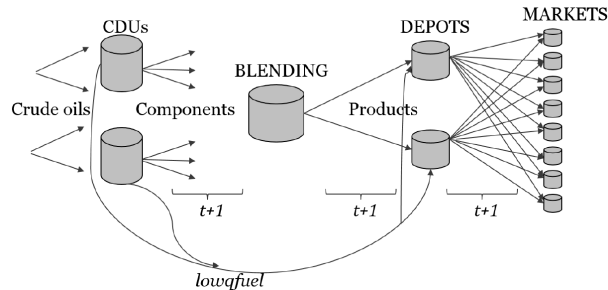 CDUs
DEPOTS
MARKETS
BLENDING
Crude oils
Components
Products
t+1
t+1
t+1
lowqfuel